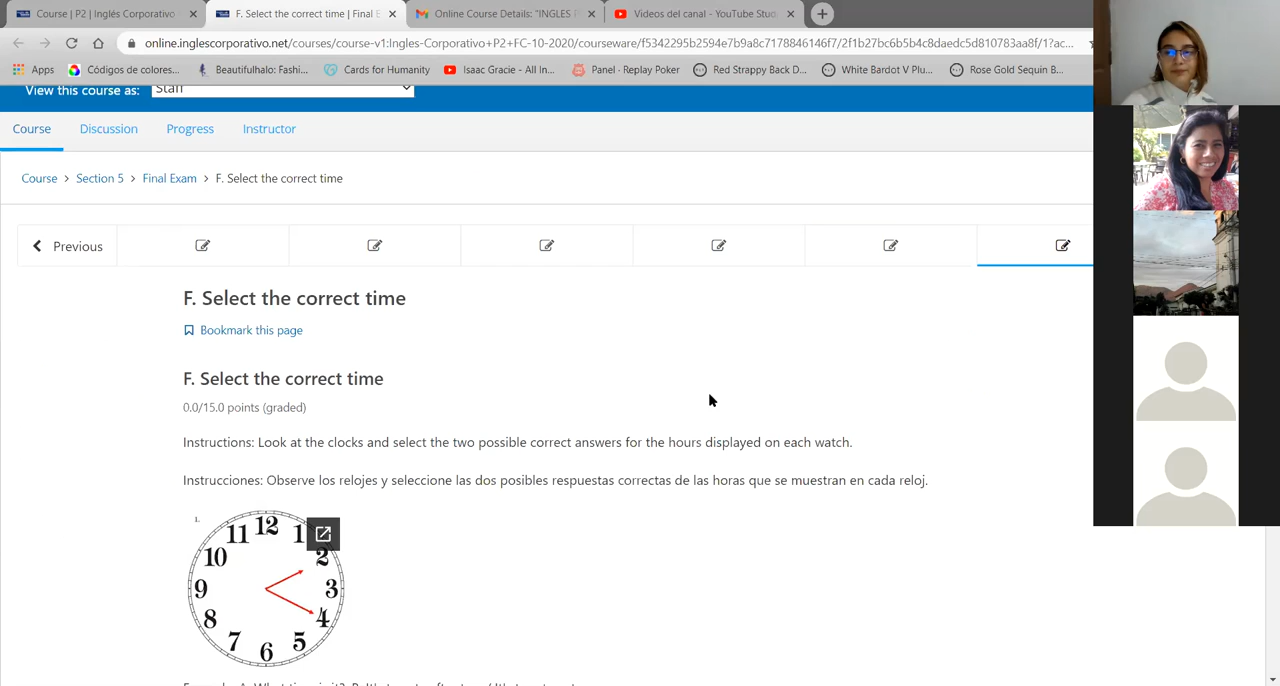 Course | P2 | Inglés Corporativo
F. Select the correct time | Final E
Online Course Details: "INGLES P
Videos del canal - YouTube Stud
online.inglescorporativo.net/courses/course-v1:Ingles-Corporativo+P2+FC-10-2020/courseware/f5342295b2594e7b9a8c7178846146f7/2f1b27bc6b5b4c8daedc5d810783aa8f/1?ac...
Apps
Códigos de colores...
Beautifulhalo: Fashi...
Cards for Humanity
Isaac Gracie - All In...
Panel · Replay Poker
Red Strappy Back D...
White Bardot V Plu...
Rose Gold Sequin B...
View this course as:
Staff
Course
Discussion
Progress
Instructor
Course > Section 5 > Final Exam > F. Select the correct time
Previous
F. Select the correct time
Bookmark this page
F. Select the correct time
0.0/15.0 points (graded)
Instructions: Look at the clocks and select the two possible correct answers for the hours displayed on each watch.
Instrucciones: Observe los relojes y seleccione las dos posibles respuestas correctas de las horas que se muestran en cada reloj.
1.
12
1
2
3
4
5
6
7
8
9
10
11